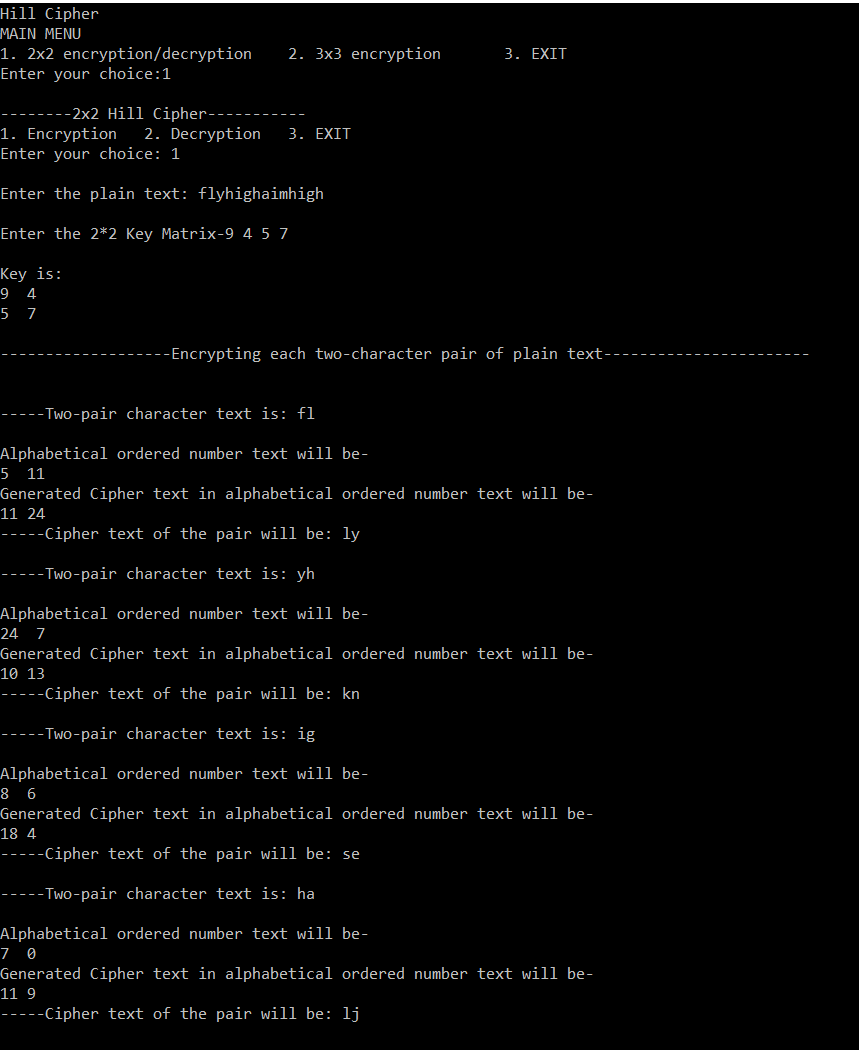 Hill Cipher
MAIN MENU
1. 2x2 encryption/decryption    2. 3x3 encryption       3. EXIT
Enter your choice:1
--------2x2 Hill Cipher-----------
1. Encryption   2. Decryption   3. EXIT
Enter your choice: 1
Enter the plain text: flyhighaimhigh
Enter the 2*2 Key Matrix-9 4 5 7
Key is:
9  4
5  7
-------------------Encrypting each two-character pair of plain text-----------------------
-----Two-pair character text is: fl
Alphabetical ordered number text will be-
5  11
Generated Cipher text in alphabetical ordered number text will be-
11 24
-----Cipher text of the pair will be: ly
-----Two-pair character text is: yh
Alphabetical ordered number text will be-
24  7
Generated Cipher text in alphabetical ordered number text will be-
10 13
-----Cipher text of the pair will be: kn
-----Two-pair character text is: ig
Alphabetical ordered number text will be-
8  6
Generated Cipher text in alphabetical ordered number text will be-
18 4
-----Cipher text of the pair will be: se
-----Two-pair character text is: ha
Alphabetical ordered number text will be-
7  0
Generated Cipher text in alphabetical ordered number text will be-
11 9
-----Cipher text of the pair will be: lj